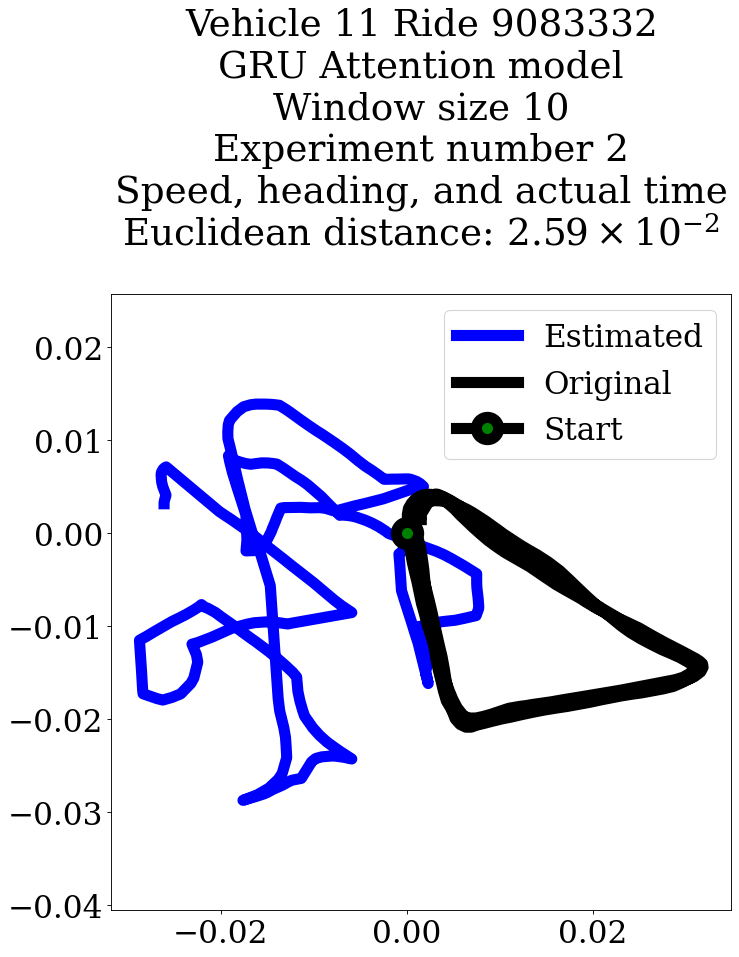 Vehicle 11 Ride 9083332
GRU Attention model
Window size 10
Experiment number 2
Speed, heading, and actual time
Euclidean distance: 2.59 × 10⁻²
Estimated
Original
Start
0.02
0.01
0.00
−0.01
−0.02
−0.03
−0.04
−0.02 0.00 0.02